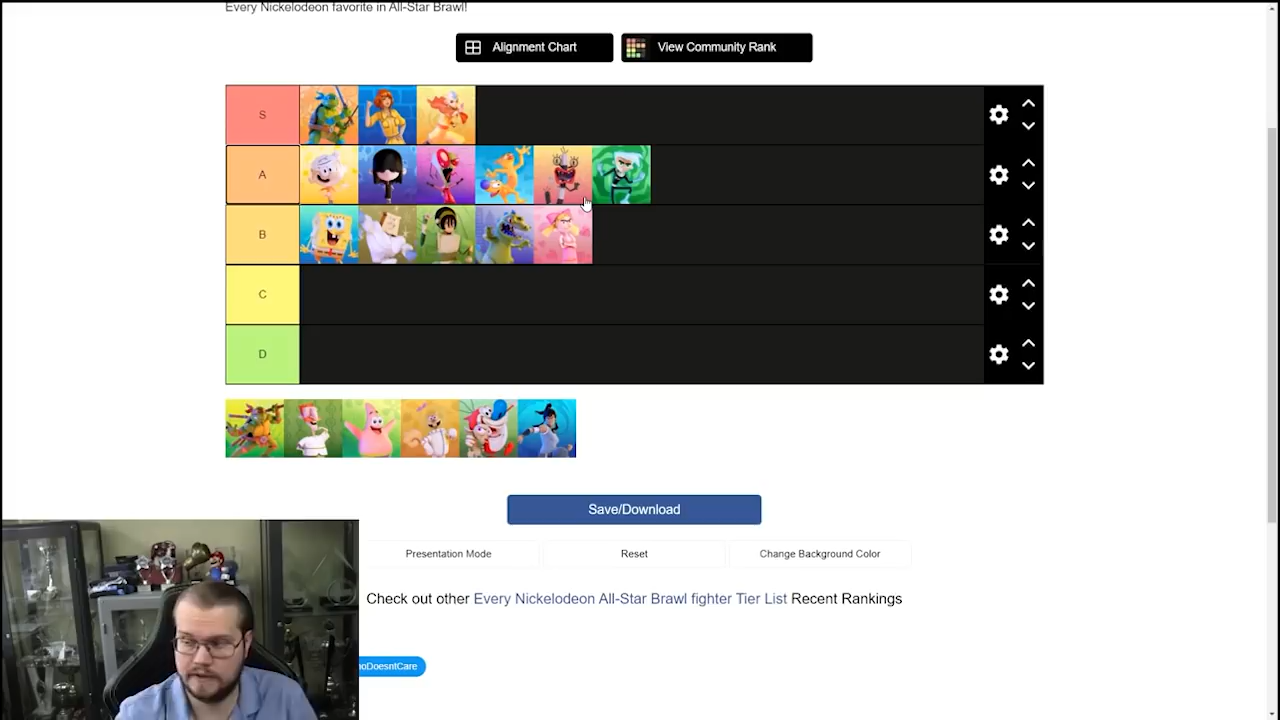 Every Nickelodeon favorite in All-Star Brawl!
Alignment Chart
View Community Rank
S
A
B
C
D
Save/Download
Presentation Mode
Reset
Change Background Color
Check out other Every Nickelodeon All-Star Brawl fighter Tier List Recent Rankings
noDoesntCare